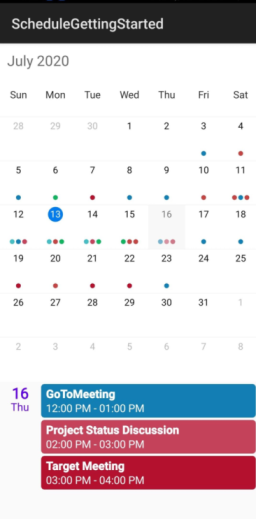 ScheduleGettingStarted
July 2020
Sun Mon Tue Wed Thu Fri Sat
28 29 30 1 2 3 4
5 6 7 8 9 10 11
12 13 14 15 16 17 18
19 20 21 22 23 24 25
26 27 28 29 30 31 1
2 3 4 5 6 7 8
16
Thu
GoToMeeting
12:00 PM - 01:00 PM
Project Status Discussion
02:00 PM - 03:00 PM
Target Meeting
03:00 PM - 04:00 PM